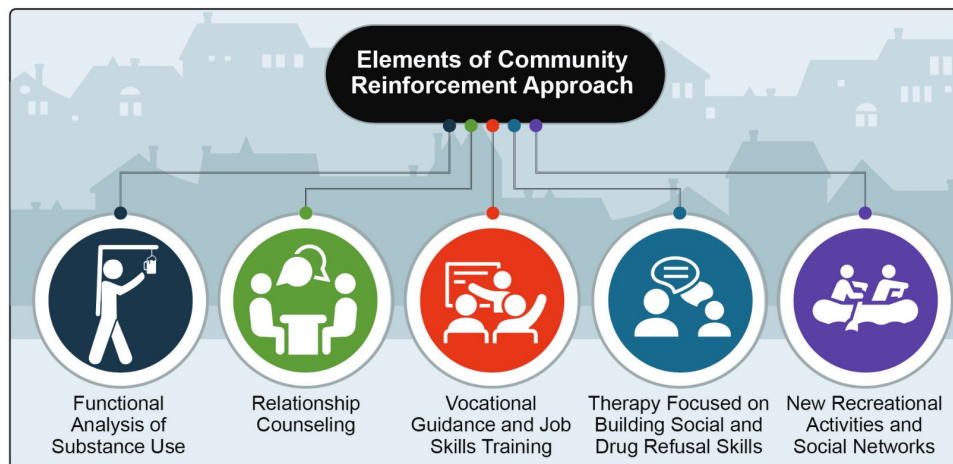 Elements of Community
Reinforcement Approach
Functional
Analysis of
Substance Use
Relationship
Counseling
Vocational
Guidance and Job
Skills Training
Therapy Focused on
Building Social and
Drug Refusal Skills
New Recreational
Activities and
Social Networks